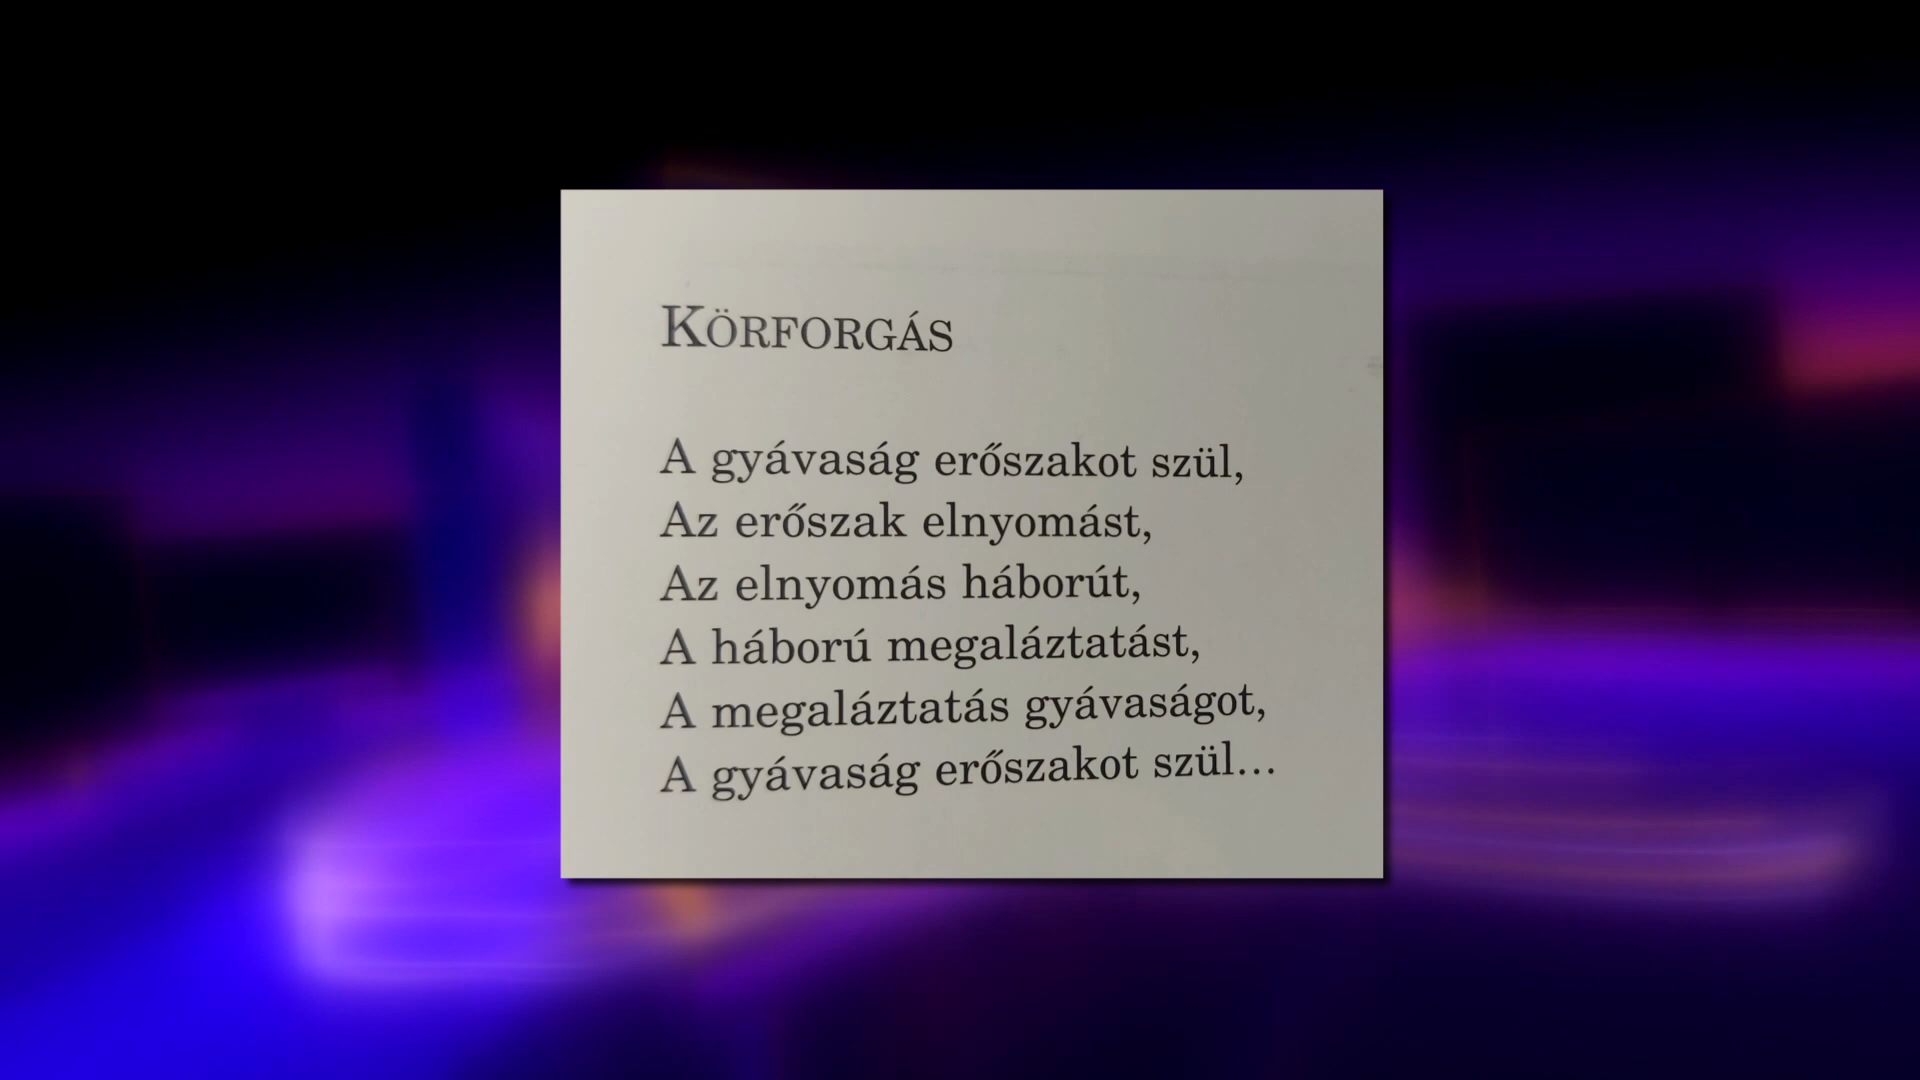 KÖRFORGÁS
A gyávaság erőszakot szül,
Az erőszak elnyomást,
Az elnyomás háborút,
A háború megaláztatást,
A megaláztatás gyávaságot,
A gyávaság erőszakot szül...